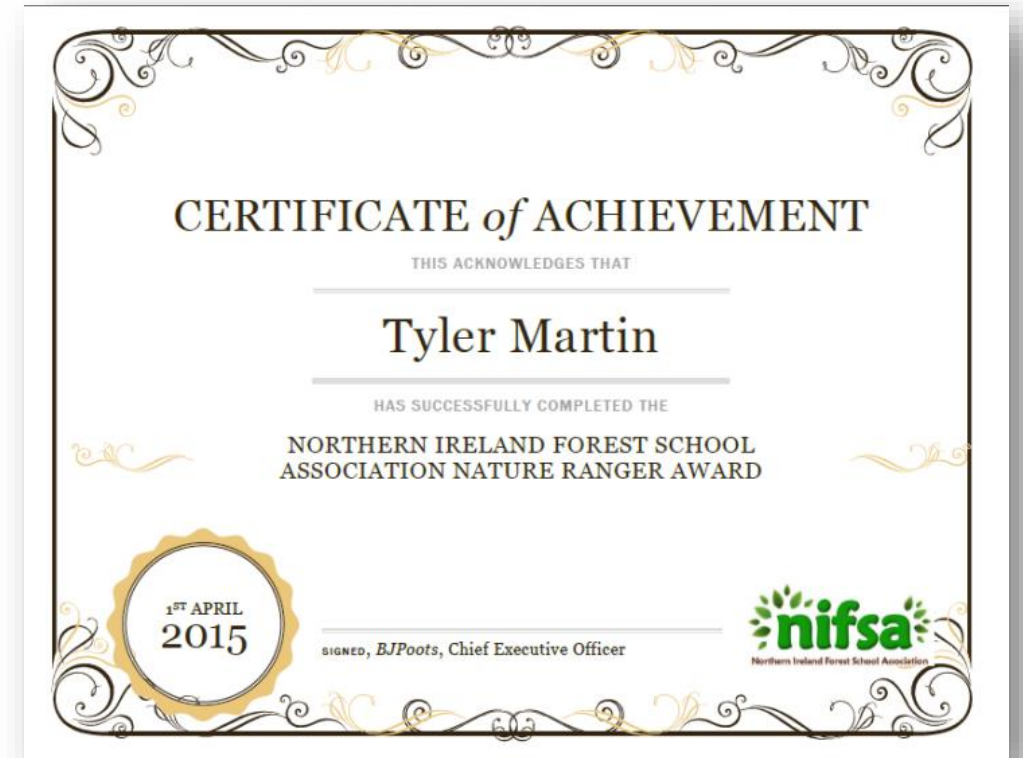 CERTIFICATE of ACHIEVEMENT
THIS ACKNOWLEDGES THAT
Tyler Martin
HAS SUCCESSFULLY COMPLETED THE
NORTHERN IRELAND FOREST SCHOOL
ASSOCIATION NATURE RANGER AWARD
1ST APRIL
2015
SIGNED, BJPoots, Chief Executive Officer
nifsa
Northern Ireland Forest School Association